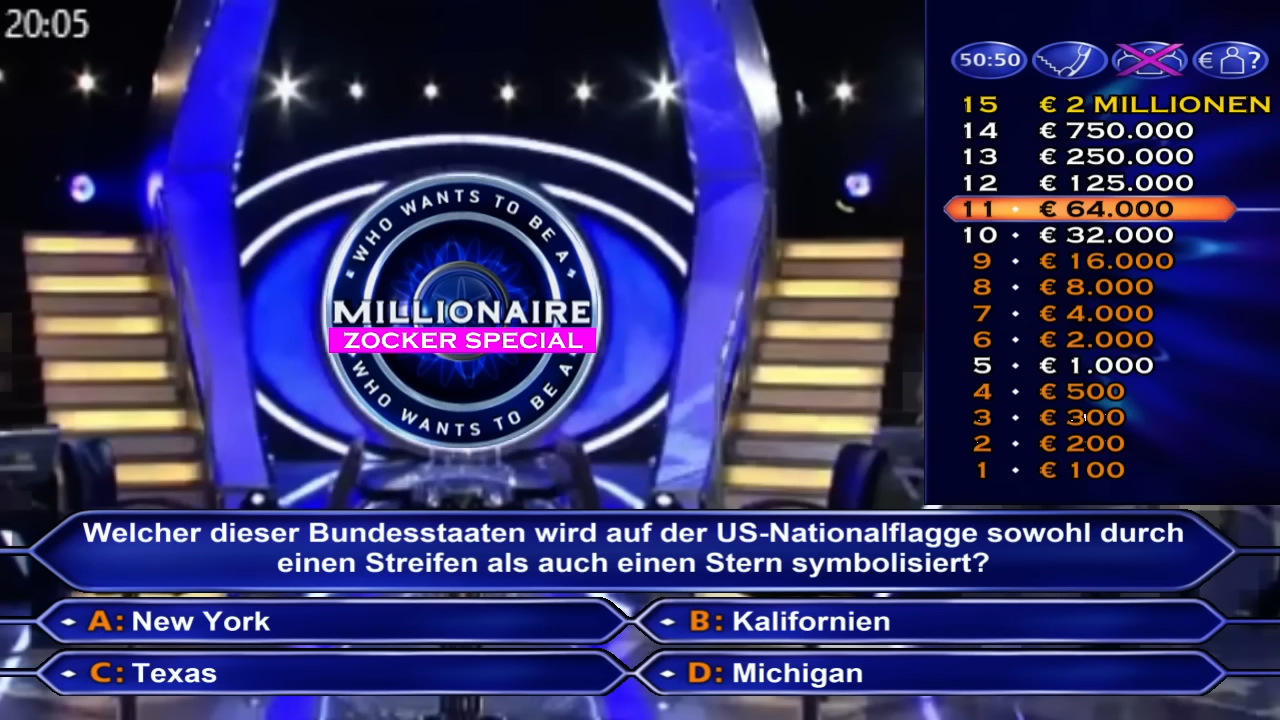 20:05
WHO WANTS TO BE A
MILLIONAIRE
ZOCKER SPECIAL
WHO WANTS TO BE A
50:50
€ ?
15 € 2 MILLIONEN
14 € 750.000
13 € 250.000
12 € 125.000
11 € 64.000
10 € 32.000
9 € 16.000
8 € 8.000
7 € 4.000
6 € 2.000
5 € 1.000
4 € 500
3 € 300
2 € 200
1 € 100
Welcher dieser Bundesstaaten wird auf der US-Nationalflagge sowohl durch
einen Streifen als auch einen Stern symbolisiert?
A: New York
B: Kalifornien
C: Texas
D: Michigan